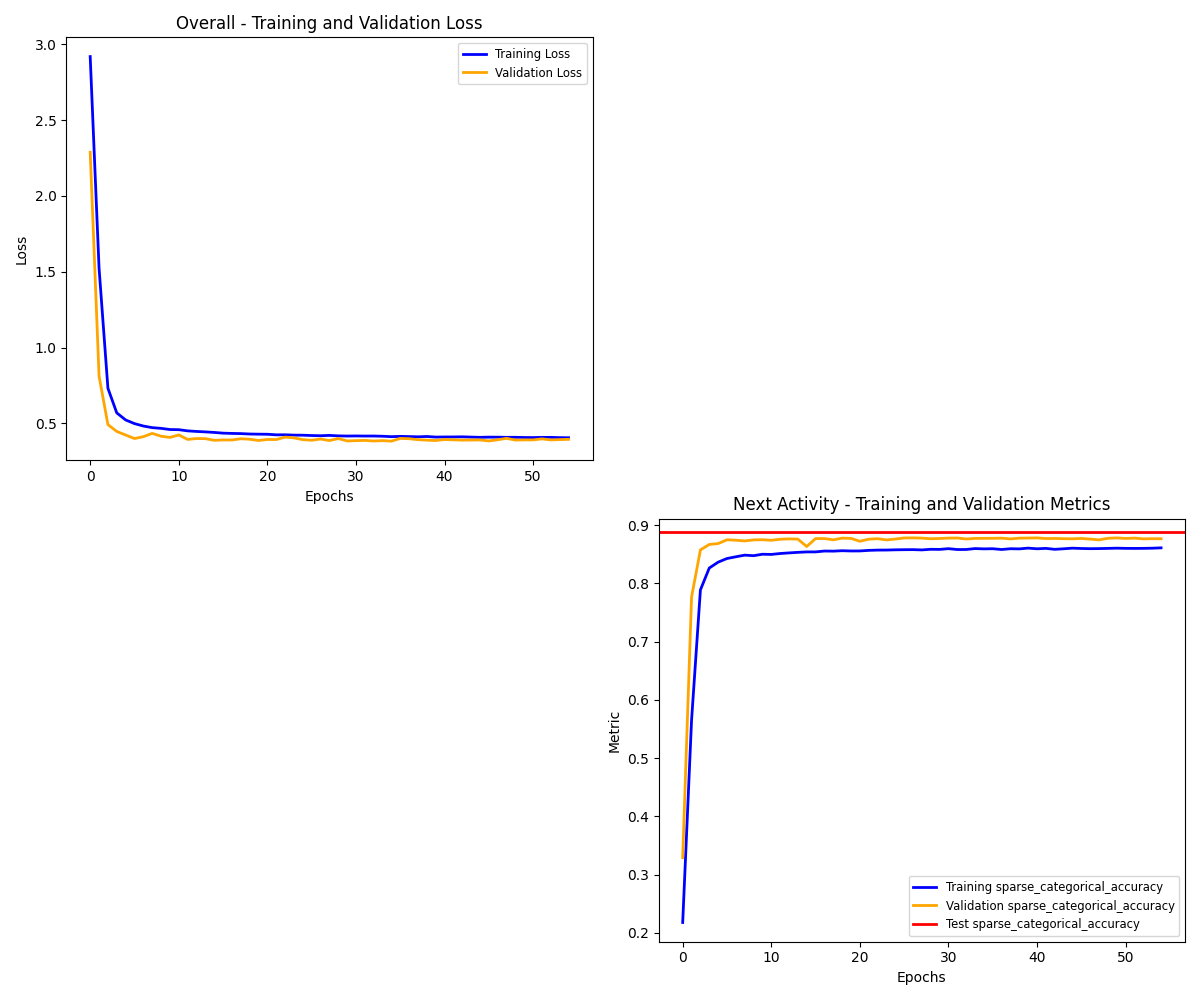 Overall - Training and Validation Loss
3.0
2.5
2.0
1.5
1.0
0.5
Loss
Training Loss
Validation Loss
0 10 20 30 40 50
Epochs
Next Activity - Training and Validation Metrics
0.9
0.8
0.7
0.6
0.5
0.4
0.3
0.2
Metric
Training sparse_categorical_accuracy
Validation sparse_categorical_accuracy
Test sparse_categorical_accuracy
0 10 20 30 40 50
Epochs